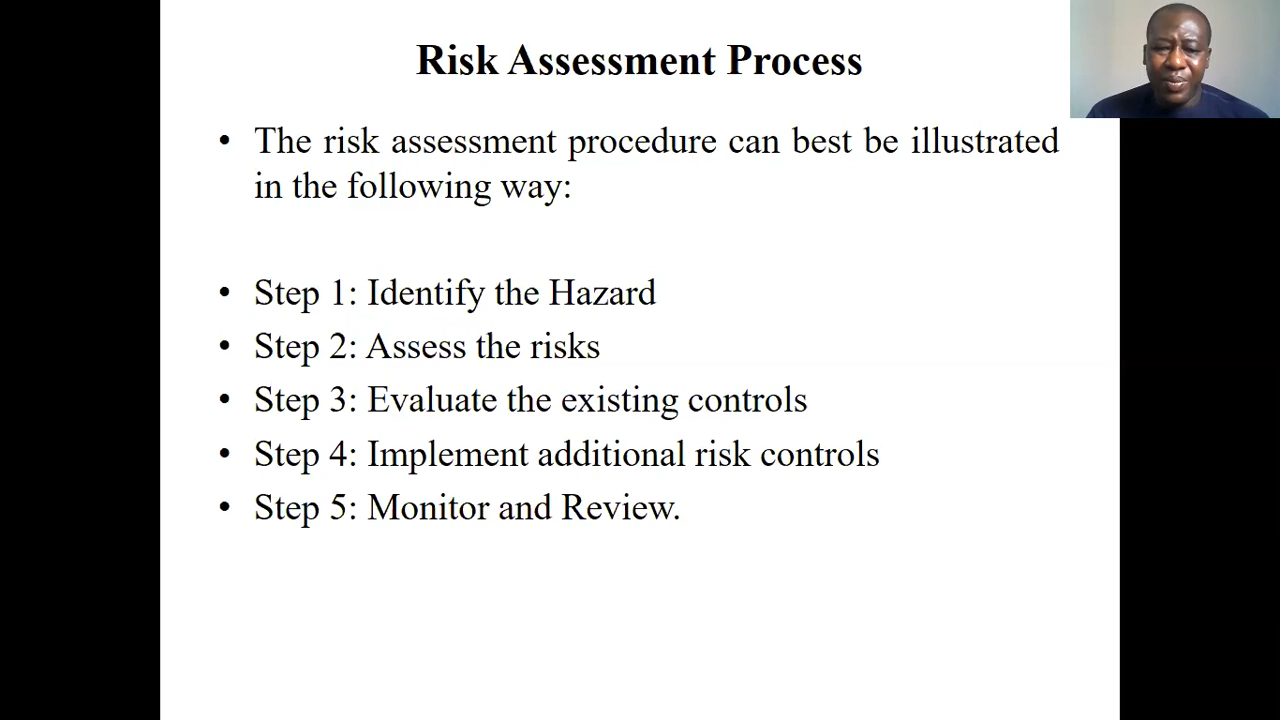 Risk Assessment Process
• The risk assessment procedure can best be illustrated
in the following way:
• Step 1: Identify the Hazard
• Step 2: Assess the risks
• Step 3: Evaluate the existing controls
• Step 4: Implement additional risk controls
• Step 5: Monitor and Review.